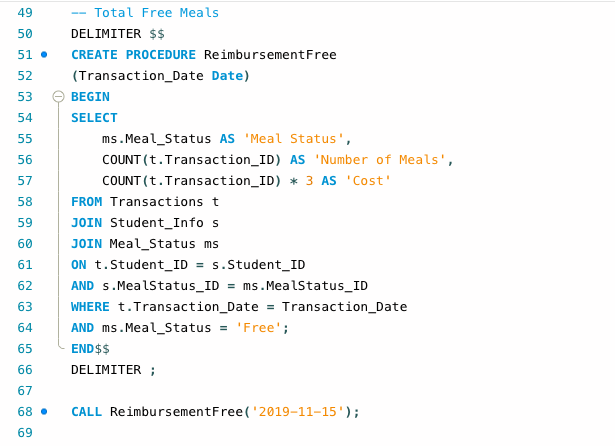 49 -- Total Free Meals
50 DELIMITER $$
51 CREATE PROCEDURE ReimbursementFree
52 (Transaction_Date Date)
53 BEGIN
54 SELECT
55     ms.Meal_Status AS 'Meal Status',
56     COUNT(t.Transaction_ID) AS 'Number of Meals',
57     COUNT(t.Transaction_ID) * 3 AS 'Cost'
58 FROM Transactions t
59 JOIN Student_Info s
60 JOIN Meal_Status ms
61 ON t.Student_ID = s.Student_ID
62 AND s.MealStatus_ID = ms.MealStatus_ID
63 WHERE t.Transaction_Date = Transaction_Date
64 AND ms.Meal_Status = 'Free';
65 END$$
66 DELIMITER ;
67
68 CALL ReimbursementFree('2019-11-15');
69